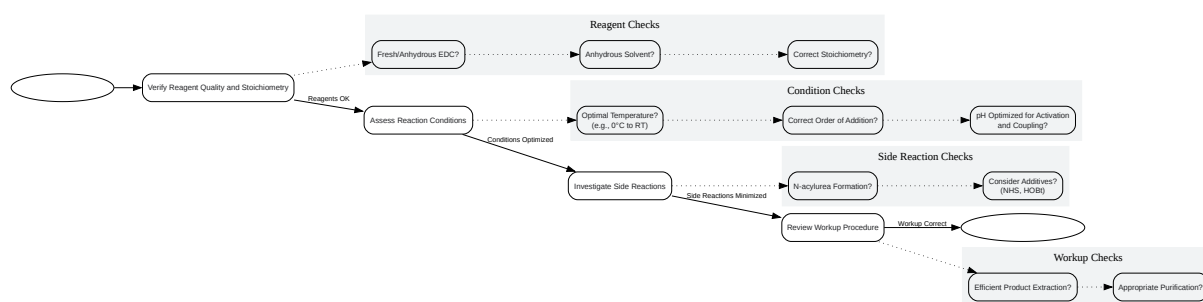 Reagent Checks
Fresh/Anhydrous EDC?
Anhydrous Solvent?
Correct Stoichiometry?
Verify Reagent Quality and Stoichiometry
Reagents OK
Condition Checks
Assess Reaction Conditions
Optimal Temperature?
(e.g., 0°C to RT)
Correct Order of Addition?
pH Optimized for Activation
and Coupling?
Conditions Optimized
Side Reaction Checks
Investigate Side Reactions
N-acylurea Formation?
Consider Additives?
(NHS, HOBt)
Side Reactions Minimized
Review Workup Procedure
Workup Correct
Workup Checks
Efficient Product Extraction?
Appropriate Purification?